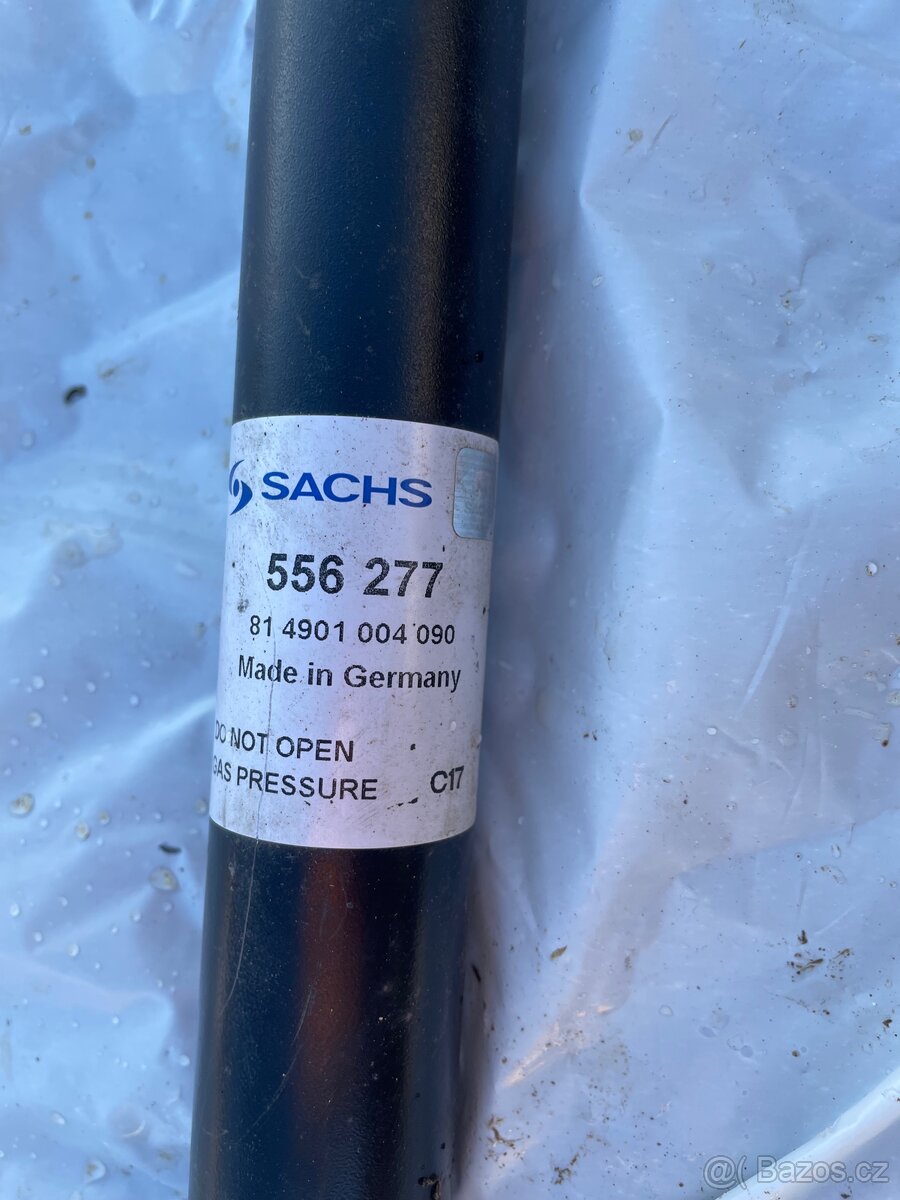 SACHS
556 277
81 4901 004 090
Made in Germany
DO NOT OPEN
GAS PRESSURE C17
@( Bazos.cz